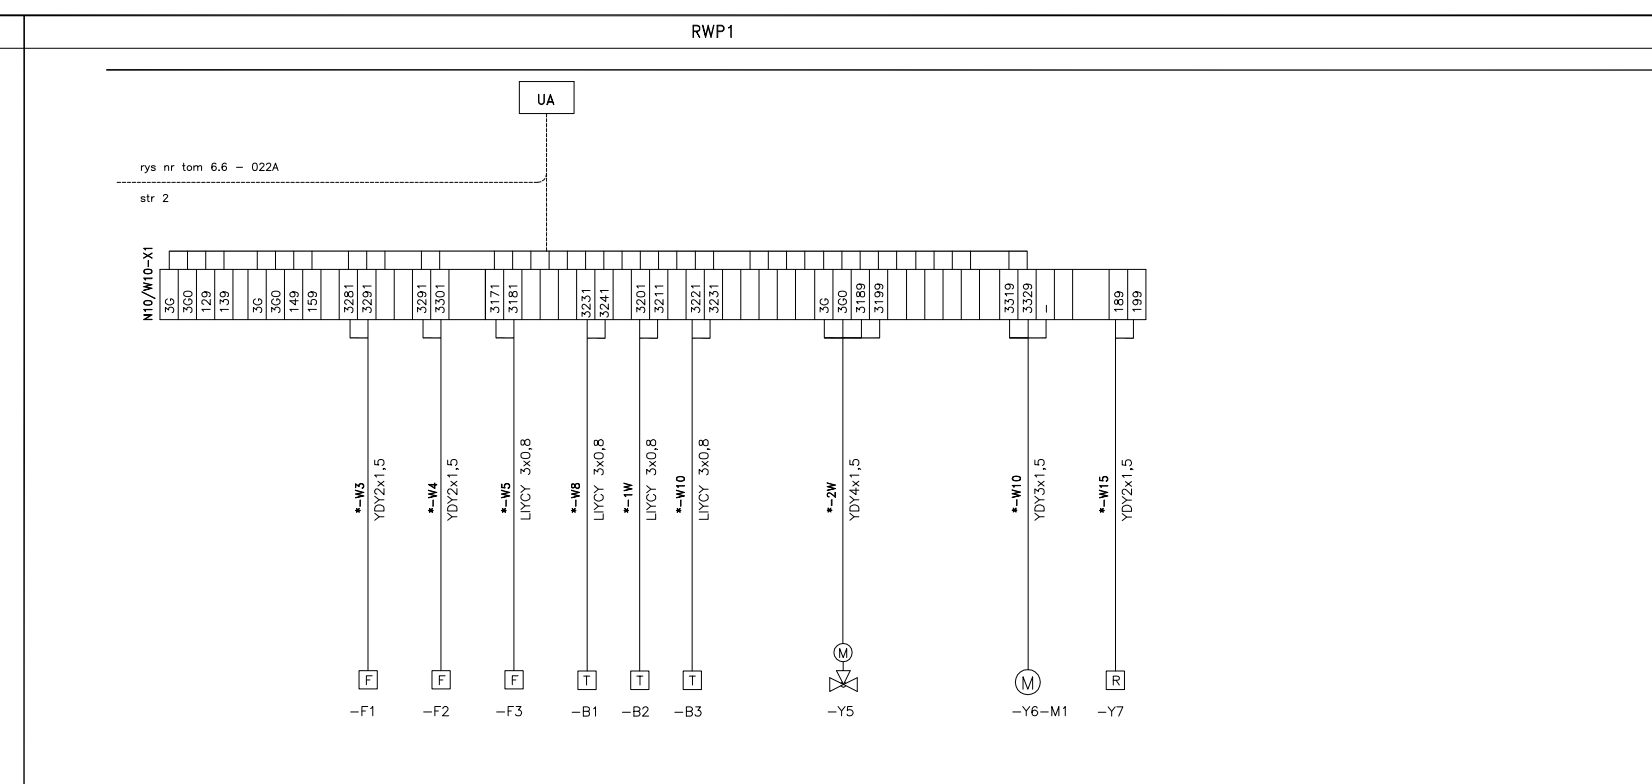 RWP1
UA
rys nr tom 6.6 – 022A
str 2
N10/W10–X1
3G
3G0
129
139
3G
3G0
149
159
3281
3291
3291
3301
3171
3181
3231
3241
3201
3211
3221
3231
3G
3G0
3189
3199
3319
3329
–
189
199
*–W3
YDY2x1,5
*–W4
YDY2x1,5
*–W5
LIYCY 3x0,8
*–W8
LIYCY 3x0,8
*–1W
LIYCY 3x0,8
*–W10
LIYCY 3x0,8
*–2W
YDY4x1,5
*–W10
YDY3x1,5
*–W15
YDY2x1,5
M
F
F
F
T
T
T
M
R
–F1
–F2
–F3
–B1
–B2
–B3
–Y5
–Y6–M1
–Y7